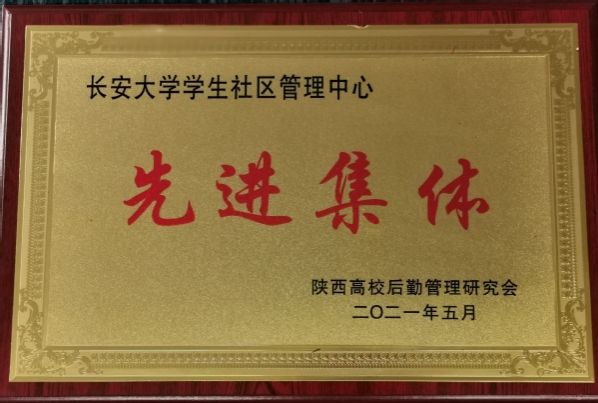 长安大学学生社区管理中心
先进集体
陕西高校后勤管理研究会
二〇二一年五月